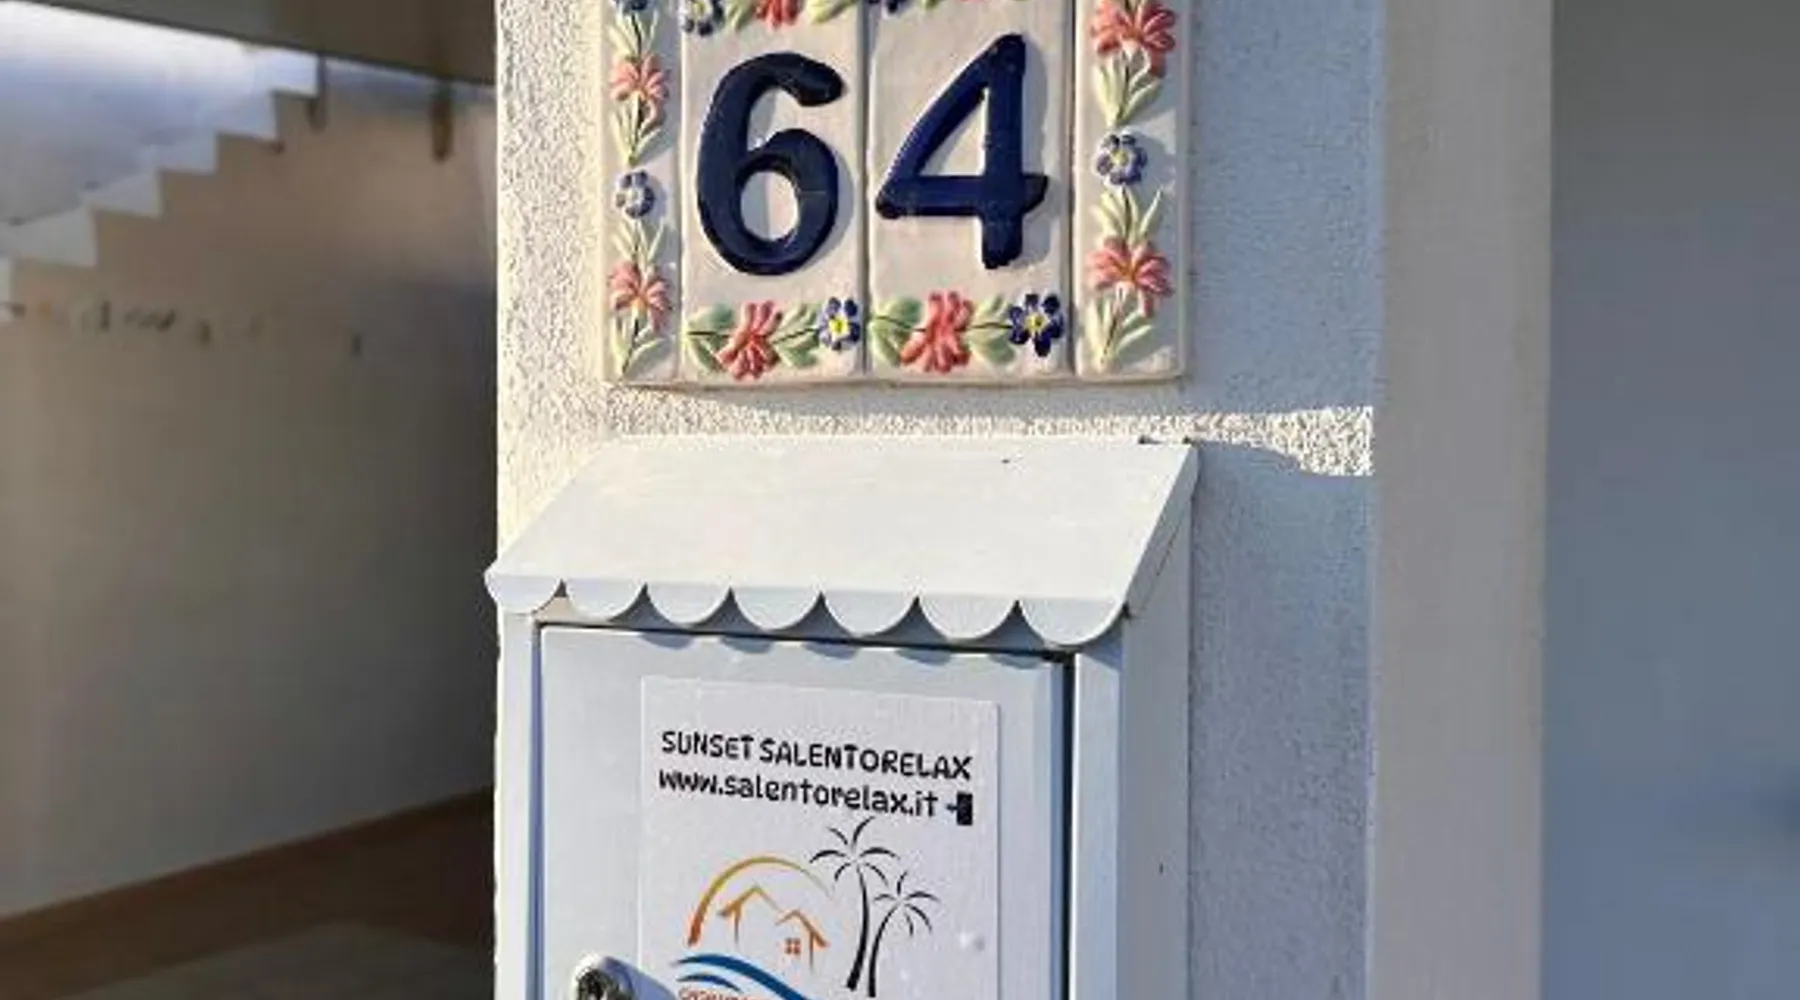 64
SUNSET SALENTORELAX
www.salentorelax.it